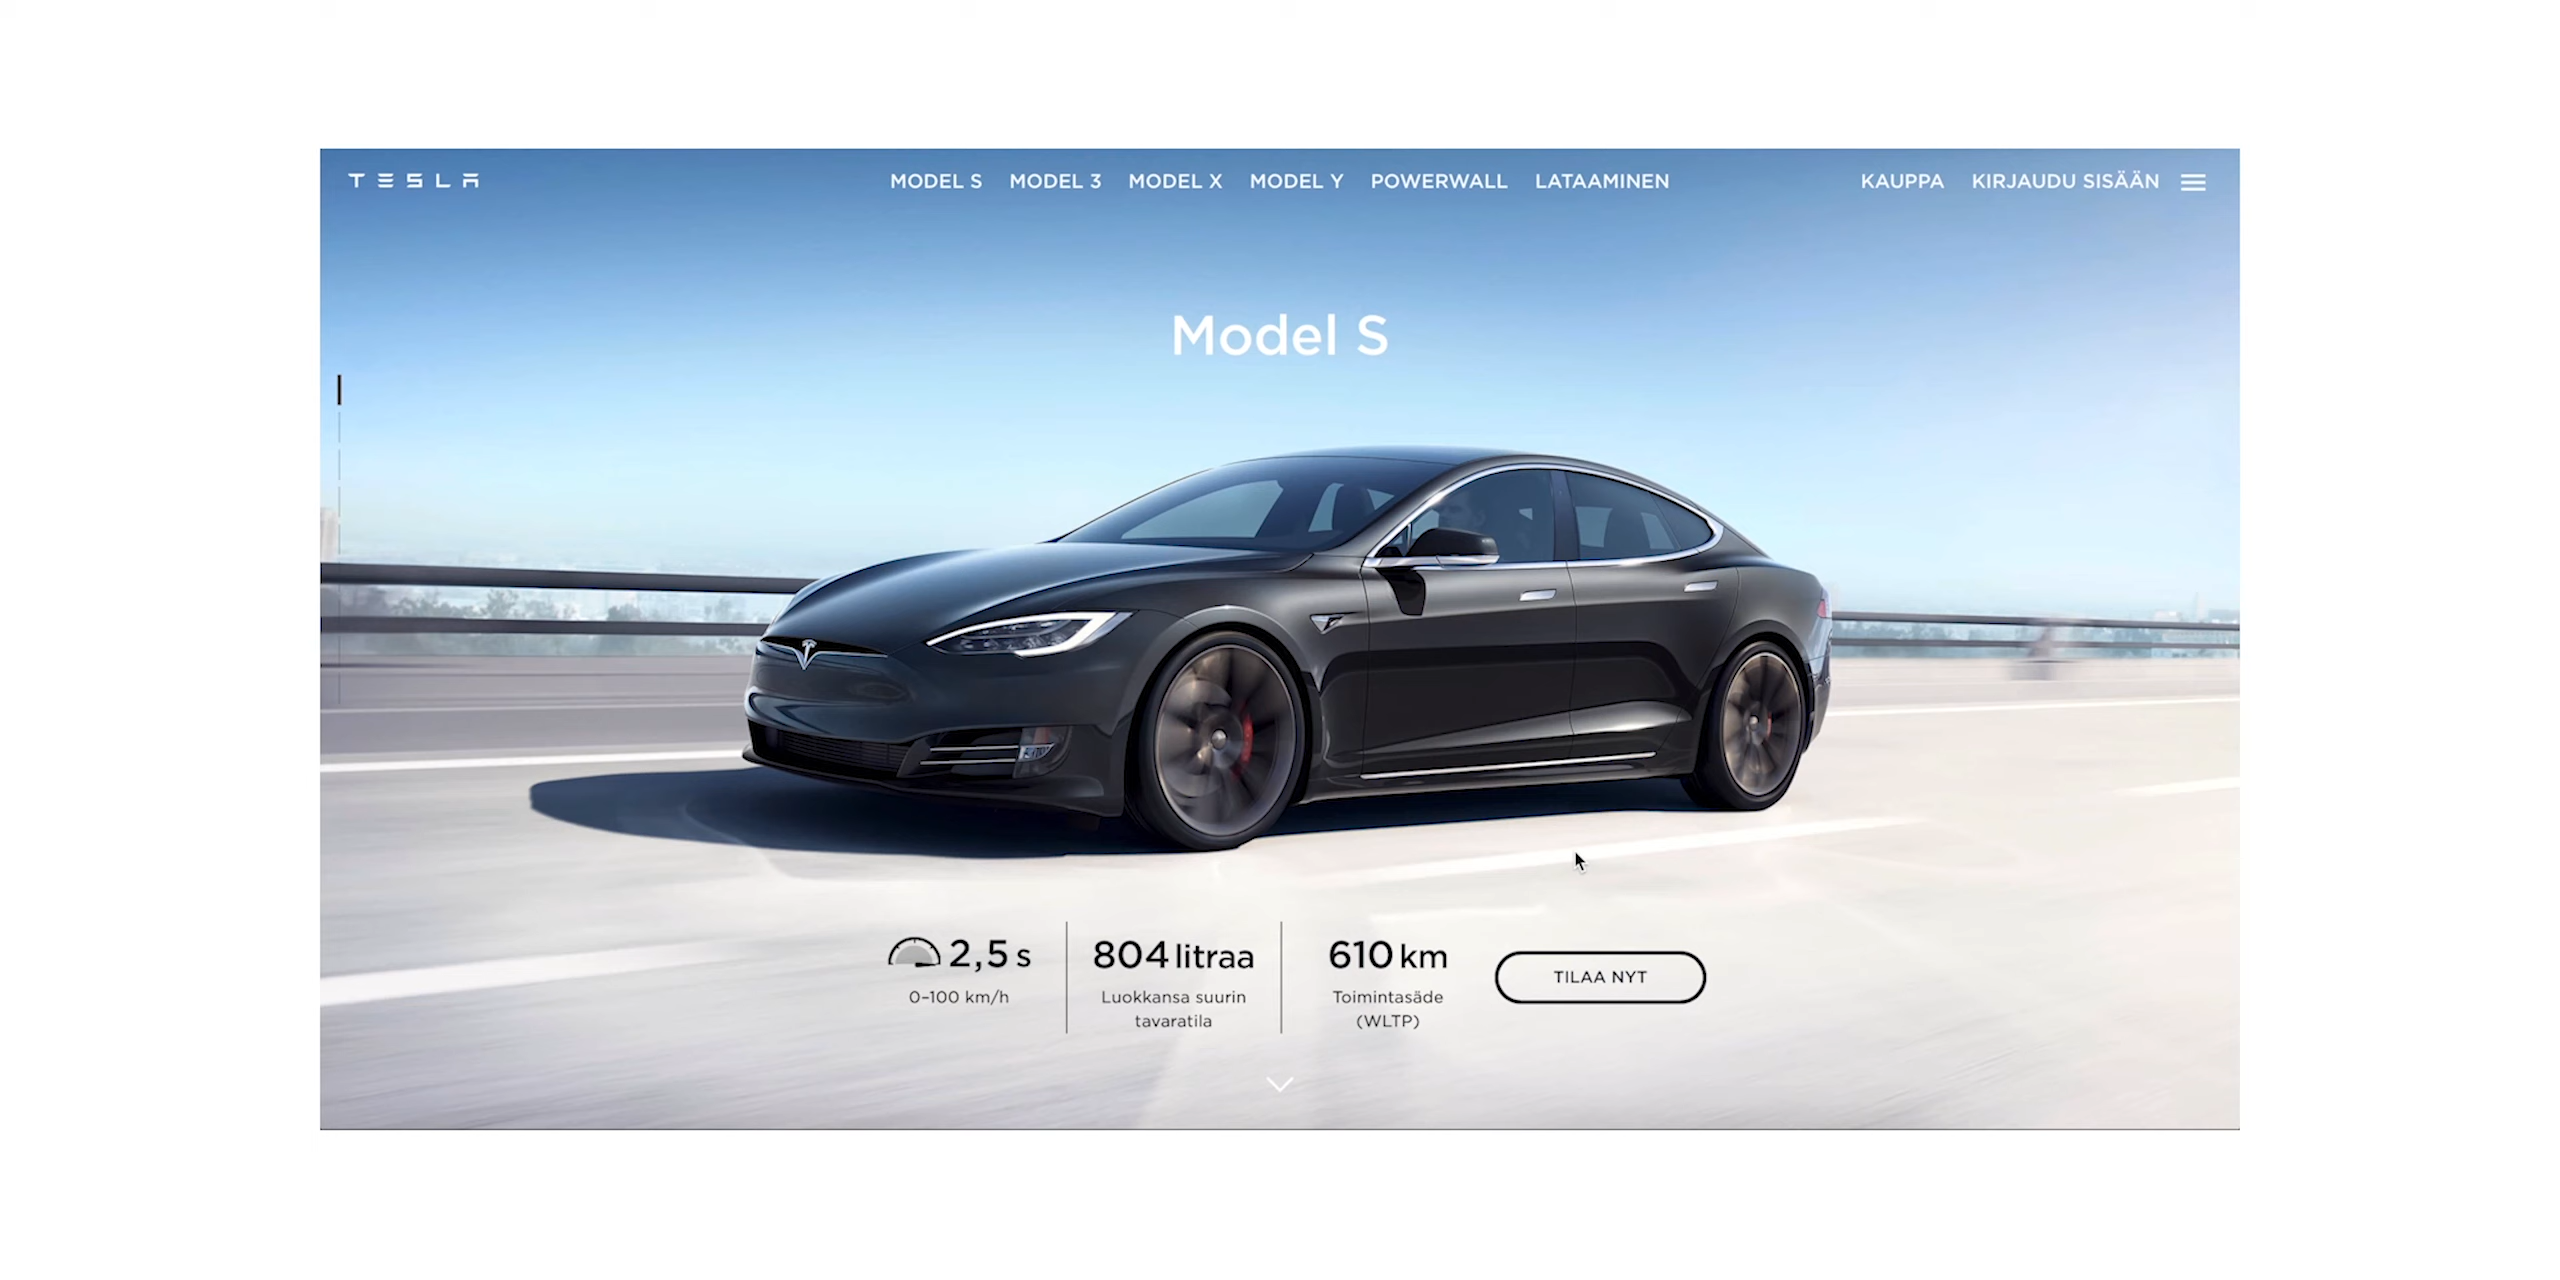 TESLA
MODEL S MODEL 3 MODEL X MODEL Y POWERWALL LATAAMINEN
KAUPPA KIRJAUDU SISÄÄN
Model S
2,5 s
0–100 km/h
804 litraa
Luokkansa suurin
tavaratila
610 km
Toimintasäde
(WLTP)
TILAA NYT